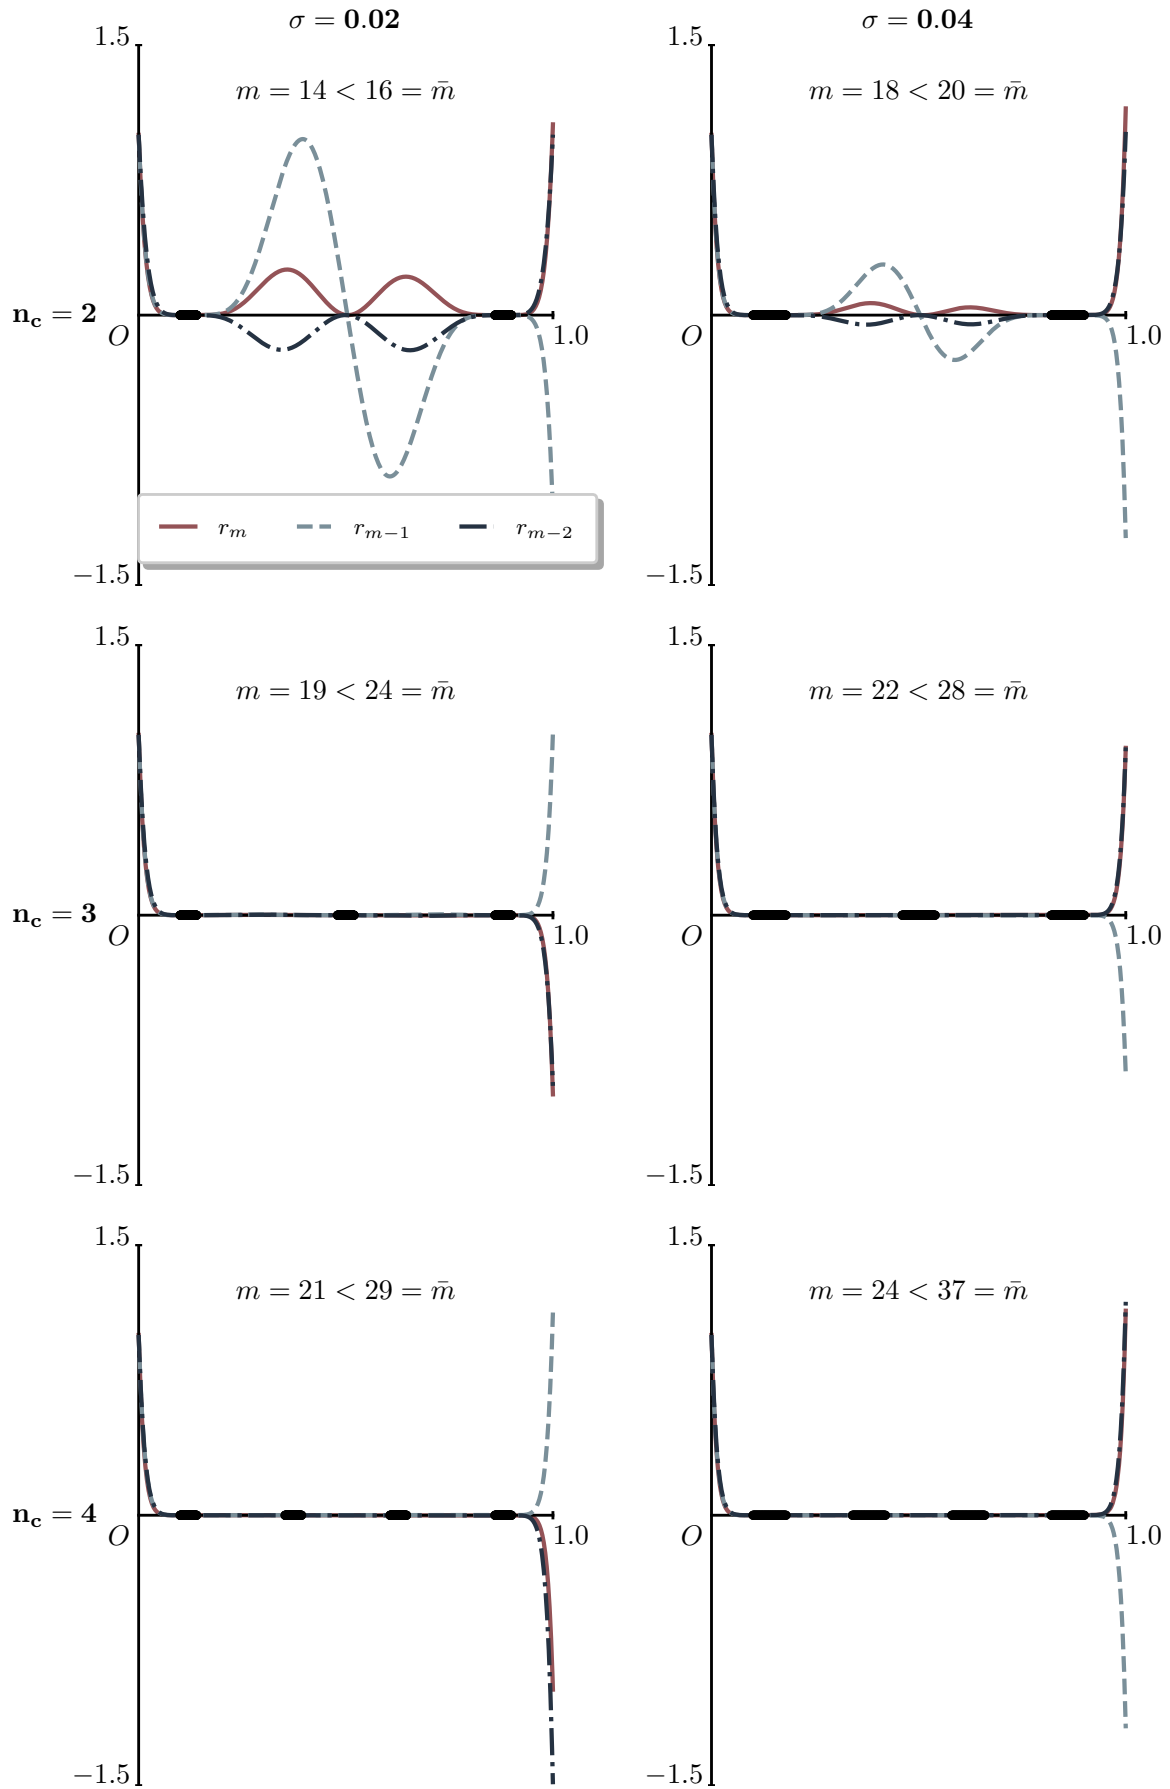 σ = 0.02
σ = 0.04
1.5
1.5
m = 14 < 16 = m̄
m = 18 < 20 = m̄
n_c = 2
O
1.0
O
1.0
r_m
r_{m−1}
r_{m−2}
−1.5
−1.5
1.5
1.5
m = 19 < 24 = m̄
m = 22 < 28 = m̄
n_c = 3
O
1.0
O
1.0
−1.5
−1.5
1.5
1.5
m = 21 < 29 = m̄
m = 24 < 37 = m̄
n_c = 4
O
1.0
O
1.0
−1.5
−1.5